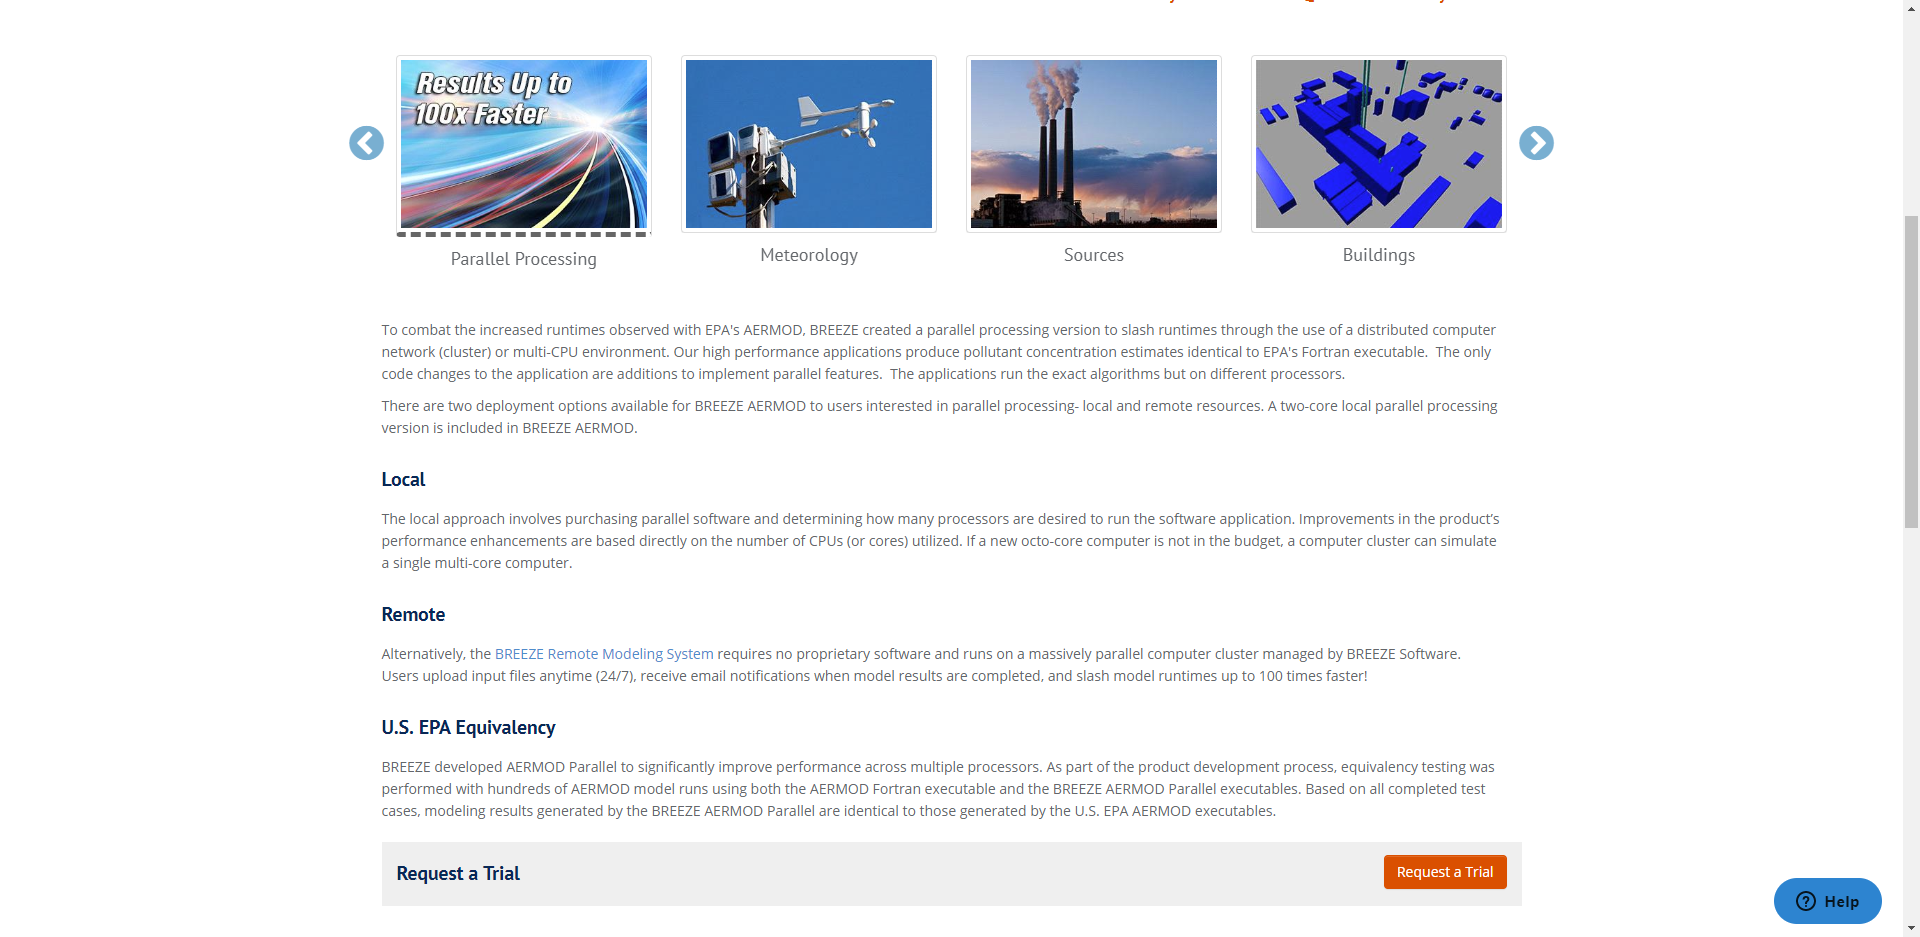 Results Up to
100x Faster
Parallel Processing
Meteorology
Sources
Buildings
To combat the increased runtimes observed with EPA's AERMOD, BREEZE created a parallel processing version to slash runtimes through the use of a distributed computer
network (cluster) or multi-CPU environment. Our high performance applications produce pollutant concentration estimates identical to EPA's Fortran executable.  The only
code changes to the application are additions to implement parallel features.  The applications run the exact algorithms but on different processors.
There are two deployment options available for BREEZE AERMOD to users interested in parallel processing- local and remote resources. A two-core local parallel processing
version is included in BREEZE AERMOD.
Local
The local approach involves purchasing parallel software and determining how many processors are desired to run the software application. Improvements in the product’s
performance enhancements are based directly on the number of CPUs (or cores) utilized. If a new octo-core computer is not in the budget, a computer cluster can simulate
a single multi-core computer.
Remote
Alternatively, the BREEZE Remote Modeling System requires no proprietary software and runs on a massively parallel computer cluster managed by BREEZE Software.
Users upload input files anytime (24/7), receive email notifications when model results are completed, and slash model runtimes up to 100 times faster!
U.S. EPA Equivalency
BREEZE developed AERMOD Parallel to significantly improve performance across multiple processors. As part of the product development process, equivalency testing was
performed with hundreds of AERMOD model runs using both the AERMOD Fortran executable and the BREEZE AERMOD Parallel executables. Based on all completed test
cases, modeling results generated by the BREEZE AERMOD Parallel are identical to those generated by the U.S. EPA AERMOD executables.
Request a Trial
Request a Trial
Help